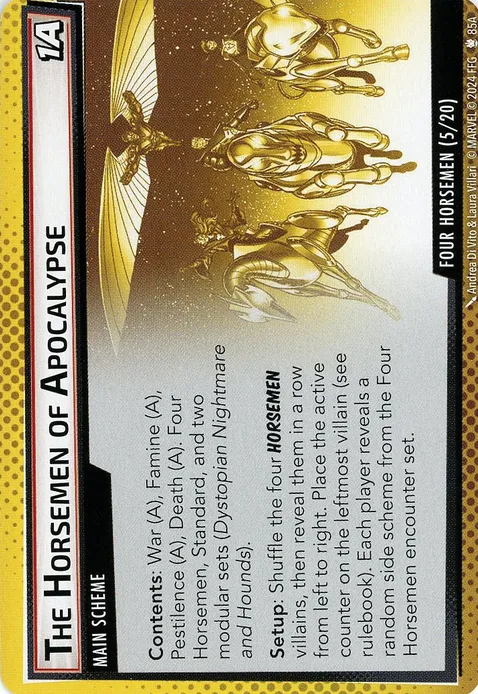 1A
THE HORSEMEN OF APOCALYPSE
MAIN SCHEME
Contents: War (A), Famine (A),
Pestilence (A), Death (A). Four
Horsemen, Standard, and two
modular sets (Dystopian Nightmare
and Hounds).
Setup: Shuffle the four HORSEMEN
villains, then reveal them in a row
from left to right. Place the active
counter on the leftmost villain (see
rulebook). Each player reveals a
random side scheme from the Four
Horsemen encounter set.
FOUR HORSEMEN (5/20)
Andrea Di Vito & Laura Villari © MARVEL © 2024 FFG 85A